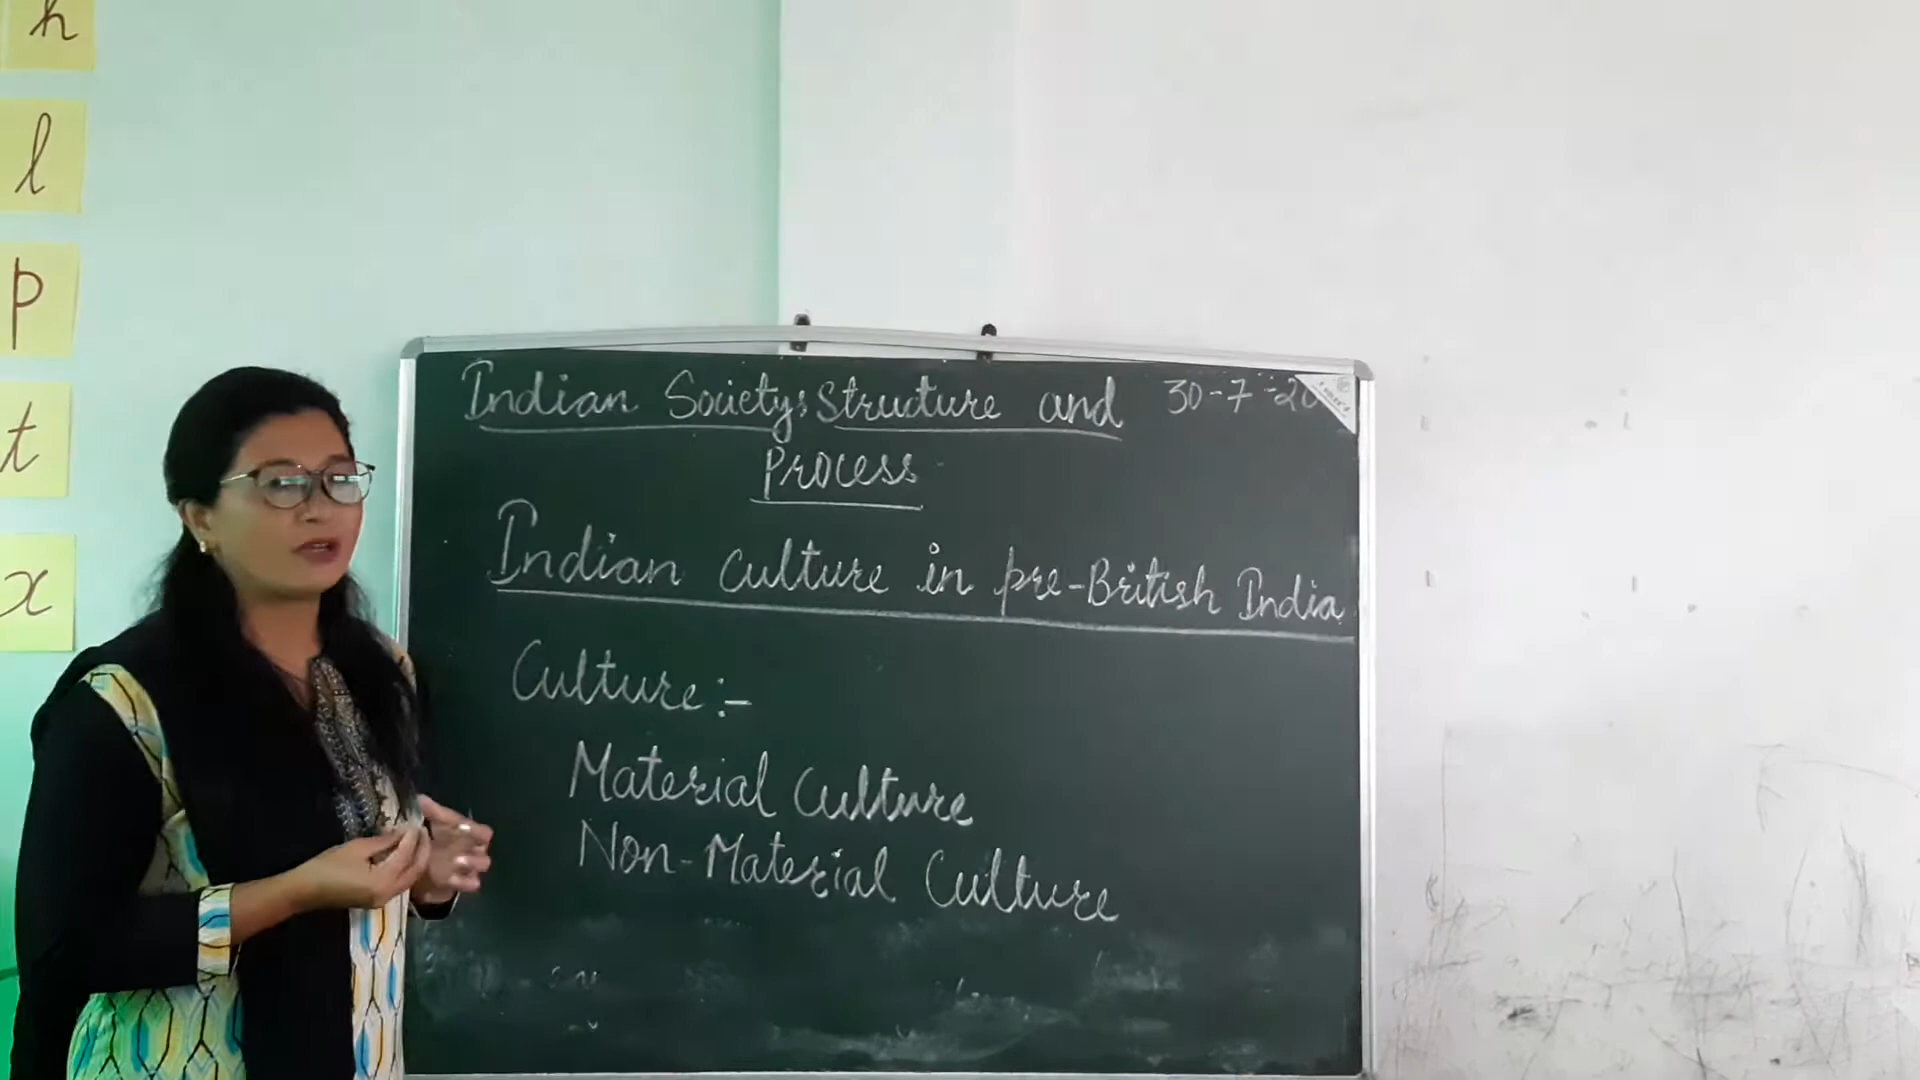 h
l
p
t
x
Indian Society: Structure and 30-7-20
Process
Indian culture in pre-British India
Culture:-
Material Culture
Non-Material Culture